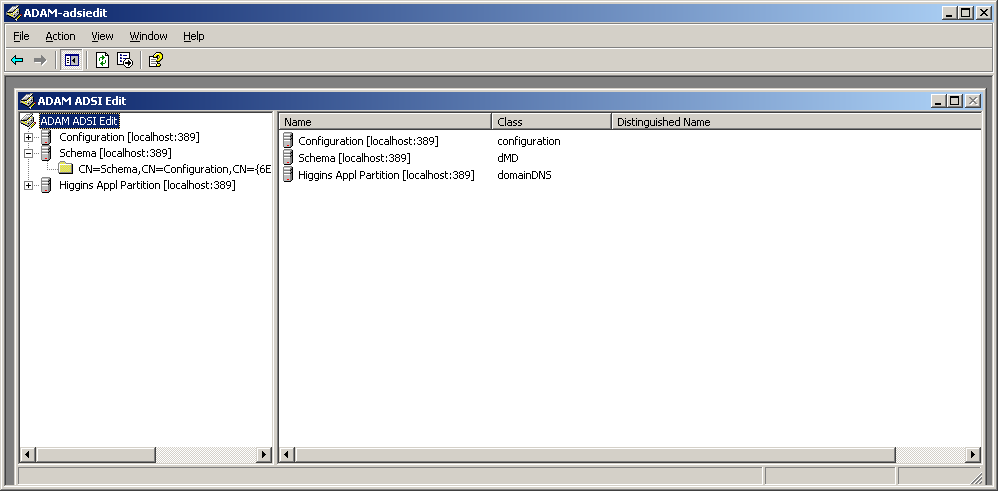 ADAM-adsiedit
File Action View Window Help
ADAM ADSI Edit
ADAM ADSI Edit
Configuration [localhost:389]
Schema [localhost:389]
CN=Schema,CN=Configuration,CN={6E
Higgins Appl Partition [localhost:389]
Name Class Distinguished Name
Configuration [localhost:389] configuration
Schema [localhost:389] dMD
Higgins Appl Partition [localhost:389] domainDNS